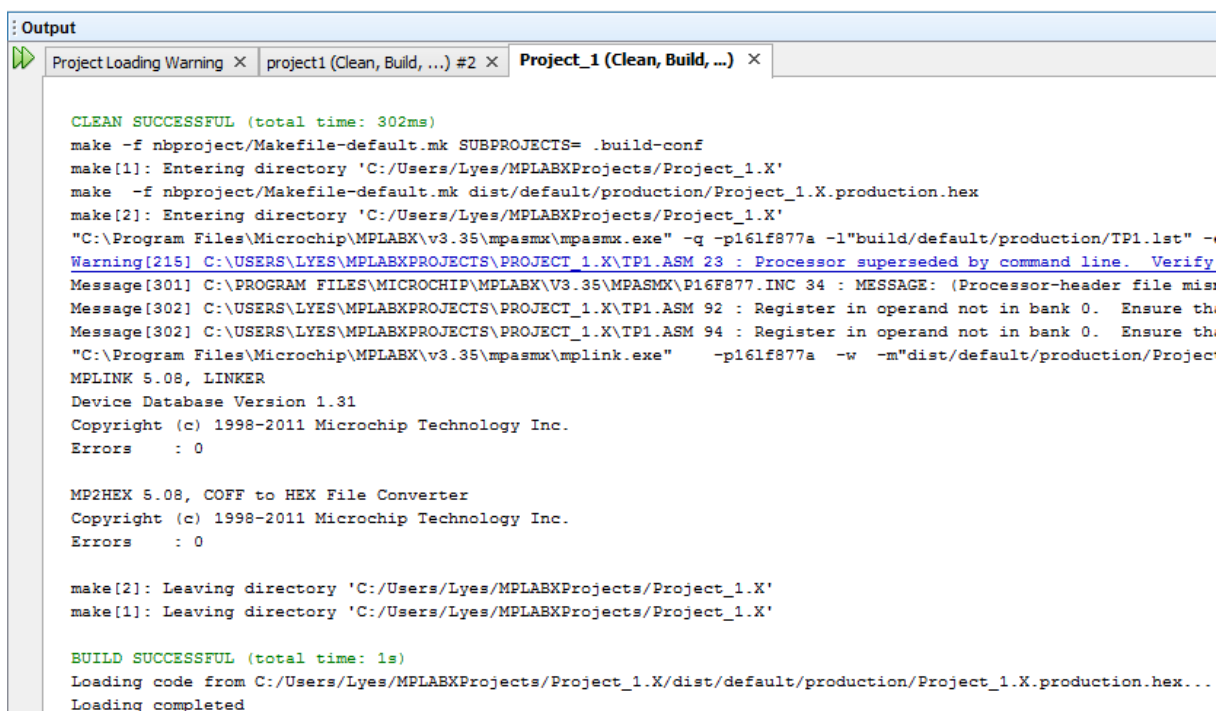 Output
Project Loading Warning × project1 (Clean, Build, ...) #2 × Project_1 (Clean, Build, ...) ×
CLEAN SUCCESSFUL (total time: 302ms)
make -f nbproject/Makefile-default.mk SUBPROJECTS= .build-conf
make[1]: Entering directory 'C:/Users/Lyes/MPLABXProjects/Project_1.X'
make  -f nbproject/Makefile-default.mk dist/default/production/Project_1.X.production.hex
make[2]: Entering directory 'C:/Users/Lyes/MPLABXProjects/Project_1.X'
"C:\Program Files\Microchip\MPLABX\v3.35\mpasmx\mpasmx.exe" -q -p16lf877a -l"build/default/production/TP1.lst" -
Warning[215] C:\USERS\LYES\MPLABXPROJECTS\PROJECT_1.X\TP1.ASM 23 : Processor superseded by command line.  Verify
Message[301] C:\PROGRAM FILES\MICROCHIP\MPLABX\V3.35\MPASMX\P16F877.INC 34 : MESSAGE: (Processor-header file mis
Message[302] C:\USERS\LYES\MPLABXPROJECTS\PROJECT_1.X\TP1.ASM 92 : Register in operand not in bank 0.  Ensure tha
Message[302] C:\USERS\LYES\MPLABXPROJECTS\PROJECT_1.X\TP1.ASM 94 : Register in operand not in bank 0.  Ensure tha
"C:\Program Files\Microchip\MPLABX\v3.35\mpasmx\mplink.exe"    -p16lf877a  -w  -m"dist/default/production/Project
MPLINK 5.08, LINKER
Device Database Version 1.31
Copyright (c) 1998-2011 Microchip Technology Inc.
Errors    : 0
MP2HEX 5.08, COFF to HEX File Converter
Copyright (c) 1998-2011 Microchip Technology Inc.
Errors    : 0
make[2]: Leaving directory 'C:/Users/Lyes/MPLABXProjects/Project_1.X'
make[1]: Leaving directory 'C:/Users/Lyes/MPLABXProjects/Project_1.X'
BUILD SUCCESSFUL (total time: 1s)
Loading code from C:/Users/Lyes/MPLABXProjects/Project_1.X/dist/default/production/Project_1.X.production.hex...
Loading completed